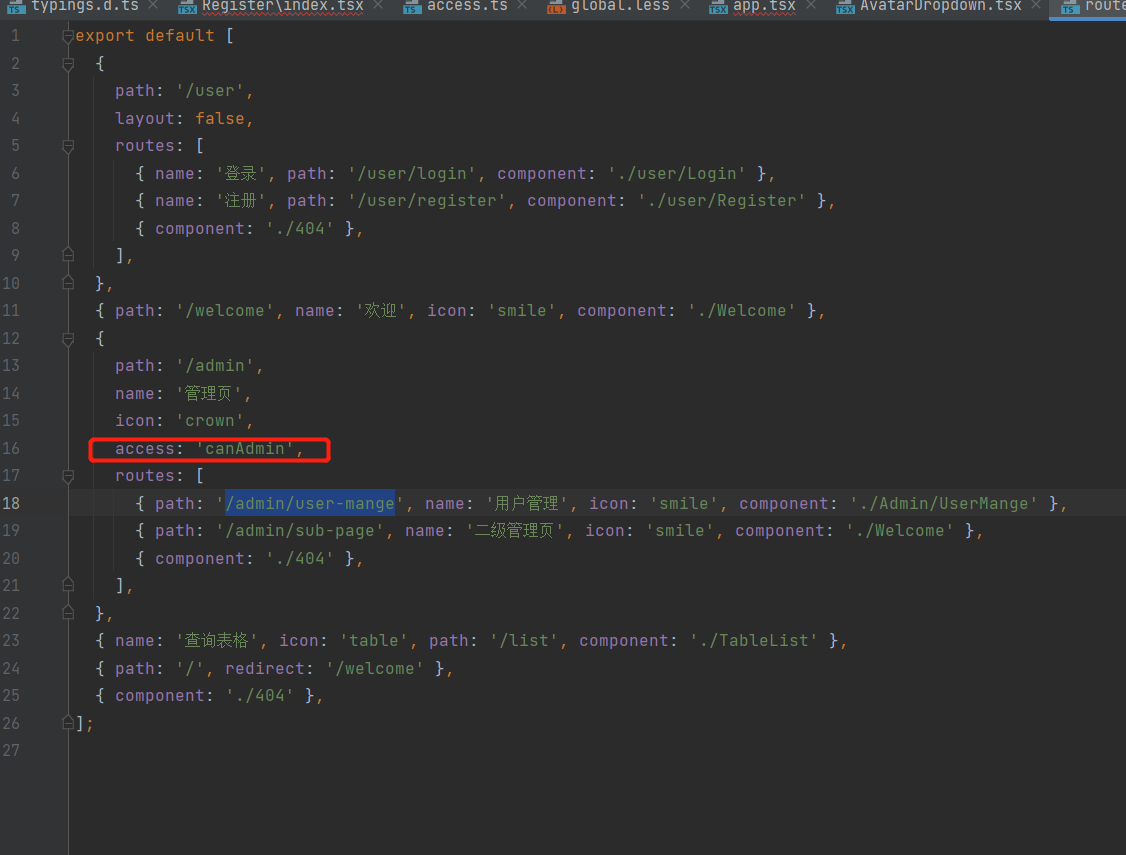 typings.d.ts Register\index.tsx access.ts global.less app.tsx AvatarDropdown.tsx route
1 export default [
2 {
3 path: '/user',
4 layout: false,
5 routes: [
6 { name: '登录', path: '/user/login', component: './user/Login' },
7 { name: '注册', path: '/user/register', component: './user/Register' },
8 { component: './404' },
9 ],
10 },
11 { path: '/welcome', name: '欢迎', icon: 'smile', component: './Welcome' },
12 {
13 path: '/admin',
14 name: '管理页',
15 icon: 'crown',
16 access: 'canAdmin',
17 routes: [
18 { path: '/admin/user-mange', name: '用户管理', icon: 'smile', component: './Admin/UserMange' },
19 { path: '/admin/sub-page', name: '二级管理页', icon: 'smile', component: './Welcome' },
20 { component: './404' },
21 ],
22 },
23 { name: '查询表格', icon: 'table', path: '/list', component: './TableList' },
24 { path: '/', redirect: '/welcome' },
25 { component: './404' },
26 ];
27